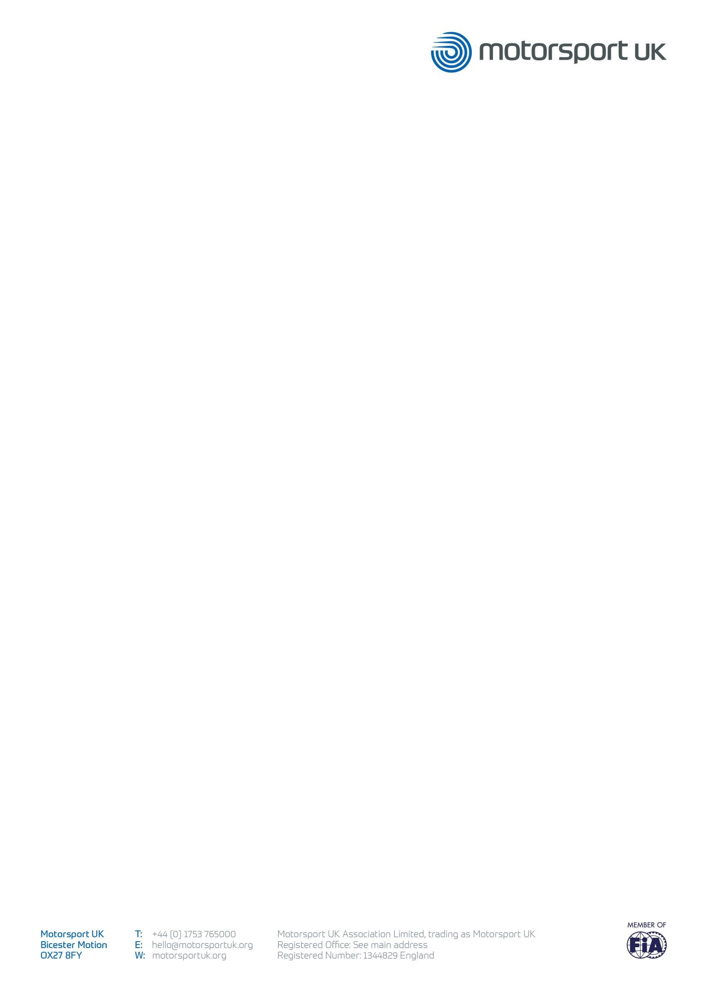 motorsport UK
Motorsport UK
Bicester Motion
OX27 8FY
T: +44 (0) 1753 765000
E: hello@motorsportuk.org
W: motorsportuk.org
Motorsport UK Association Limited, trading as Motorsport UK
Registered Office: See main address
Registered Number: 1344829 England
MEMBER OF
FiA